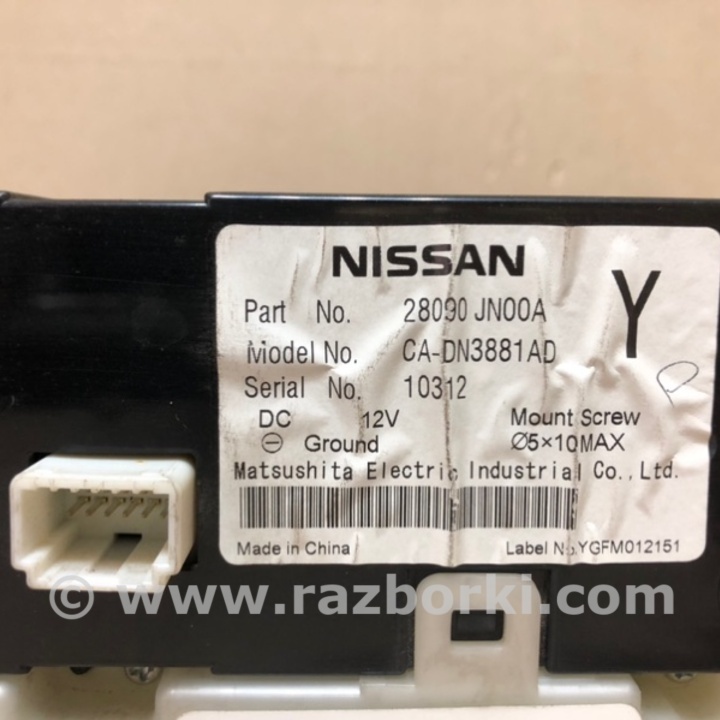 NISSAN
Part No. 28090 JN00A
Y
Model No. CA-DN3881AD
D
Serial No. 10312
DC 12V Mount Screw
⊖ Ground Ø5×10MAX
Matsushita Electric Industrial Co., Ltd.
Made in China Label No. YGFM012151
© www.razborki.com